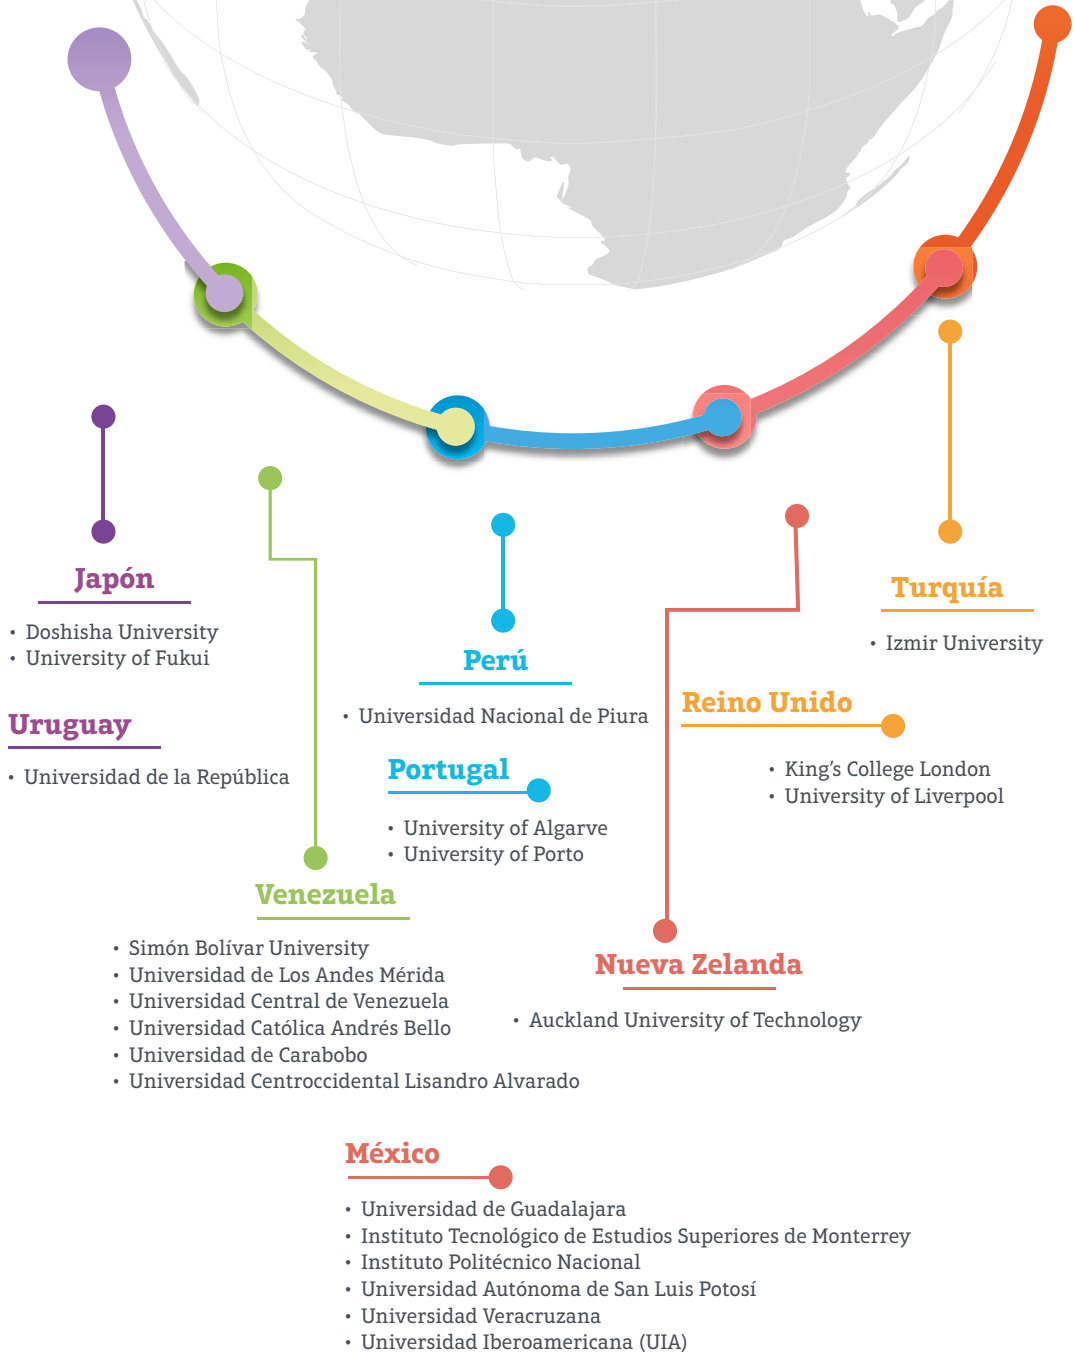 Japón
• Doshisha University
• University of Fukui
Uruguay
• Universidad de la República
Venezuela
• Simón Bolívar University
• Universidad de Los Andes Mérida
• Universidad Central de Venezuela
• Universidad Católica Andrés Bello
• Universidad de Carabobo
• Universidad Centroccidental Lisandro Alvarado
Perú
• Universidad Nacional de Piura
Portugal
• University of Algarve
• University of Porto
Turquía
• Izmir University
Reino Unido
• King’s College London
• University of Liverpool
Nueva Zelanda
• Auckland University of Technology
México
• Universidad de Guadalajara
• Instituto Tecnológico de Estudios Superiores de Monterrey
• Instituto Politécnico Nacional
• Universidad Autónoma de San Luis Potosí
• Universidad Veracruzana
• Universidad Iberoamericana (UIA)